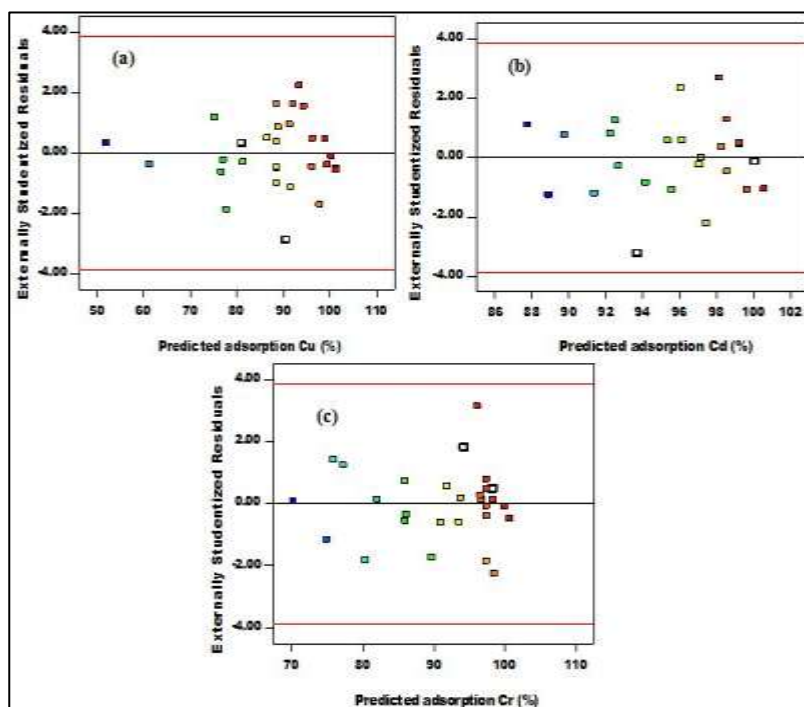 (a)
Externally Studentized Residuals
4.00
2.00
0.00
-2.00
-4.00
50 60 70 80 90 100 110
Predicted adsorption Cu (%)
(b)
Externally Studentized Residuals
4.00
2.00
0.00
-2.00
-4.00
86 88 90 92 94 96 98 100 102
Predicted adsorption Cd (%)
(c)
Externally Studentized Residuals
4.00
2.00
0.00
-2.00
-4.00
70 80 90 100 110
Predicted adsorption Cr (%)